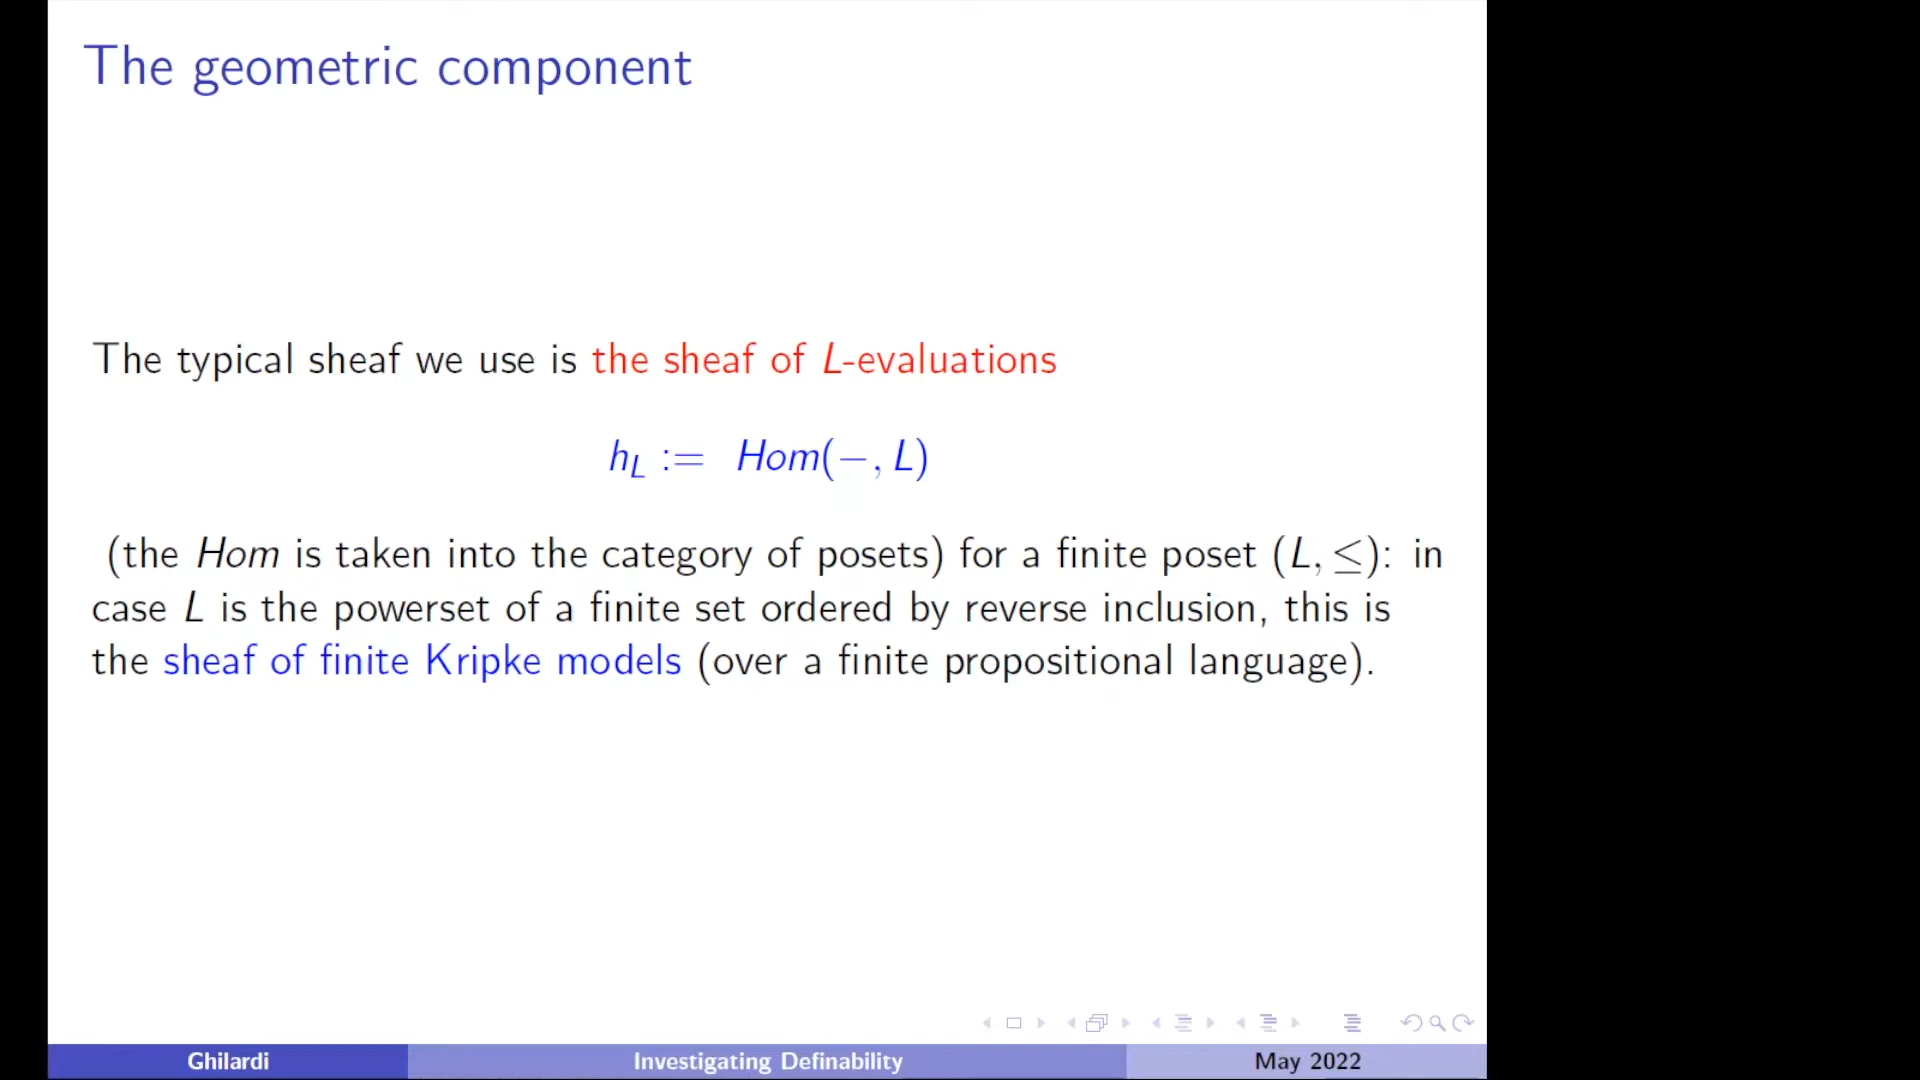 The geometric component
The typical sheaf we use is the sheaf of L-evaluations
h_L := Hom(−, L)
(the Hom is taken into the category of posets) for a finite poset (L, ≤): in
case L is the powerset of a finite set ordered by reverse inclusion, this is
the sheaf of finite Kripke models (over a finite propositional language).
Ghilardi
Investigating Definability
May 2022